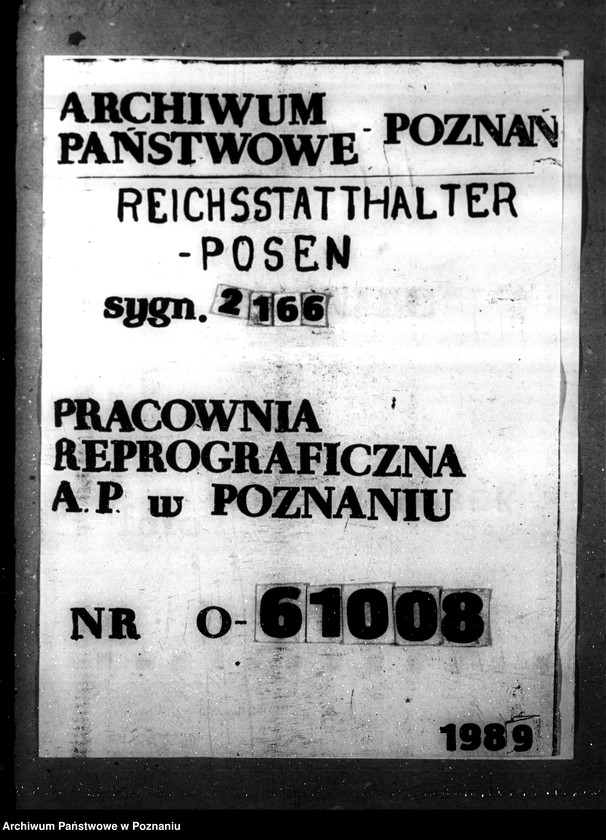 ARCHIWUM
PAŃSTWOWE - POZNAŃ
REICHSSTATTHALTER
-POSEN
sygn. 2166
PRACOWNIA
REPROGRAFICZNA
A.P. w POZNANIU
NR O-61008
1989
Archiwum Państwowe w Poznaniu